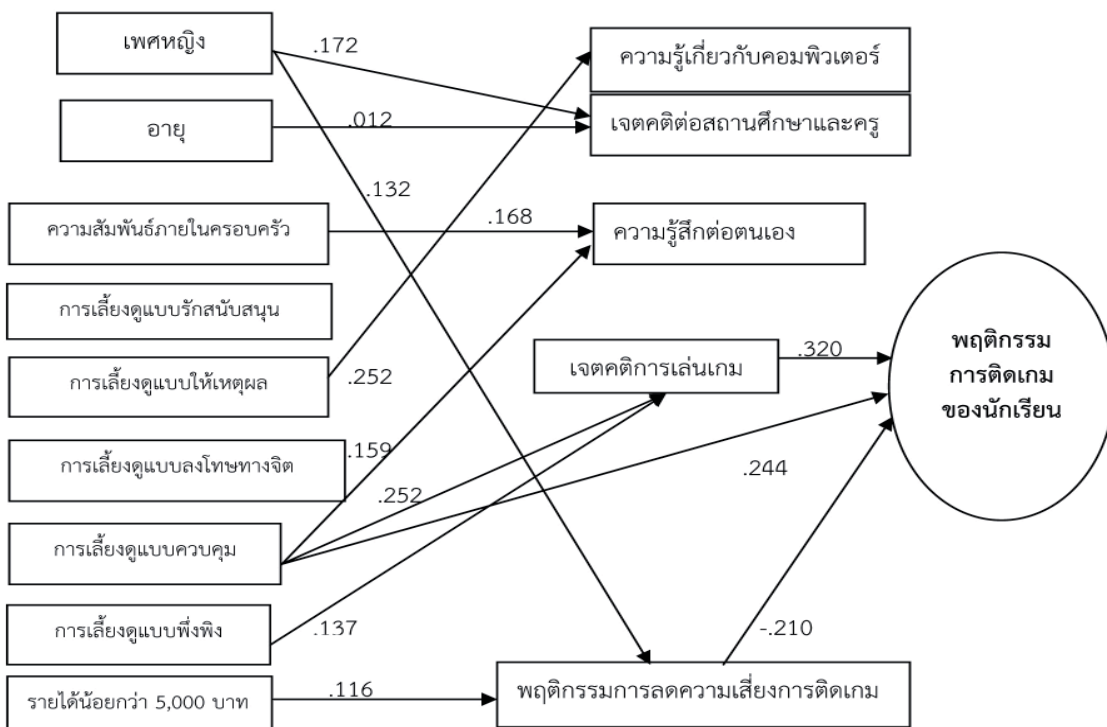 เพศหญิง
.172
ความรู้เกี่ยวกับคอมพิวเตอร์
อายุ
.012
เจตคติต่อสถานศึกษาและครู
.132
ความสัมพันธ์ภายในครอบครัว
.168
ความรู้สึกต่อตนเอง
การเลี้ยงดูแบบรักสนับสนุน
การเลี้ยงดูแบบให้เหตุผล
.252
เจตคติการเล่นเกม
.320
พฤติกรรม
การติดเกม
ของนักเรียน
การเลี้ยงดูแบบลงโทษทางจิต
.159
.252
.244
การเลี้ยงดูแบบควบคุม
การเลี้ยงดูแบบพึ่งพิง
.137
-.210
รายได้น้อยกว่า 5,000 บาท
.116
พฤติกรรมการลดความเสี่ยงการติดเกม